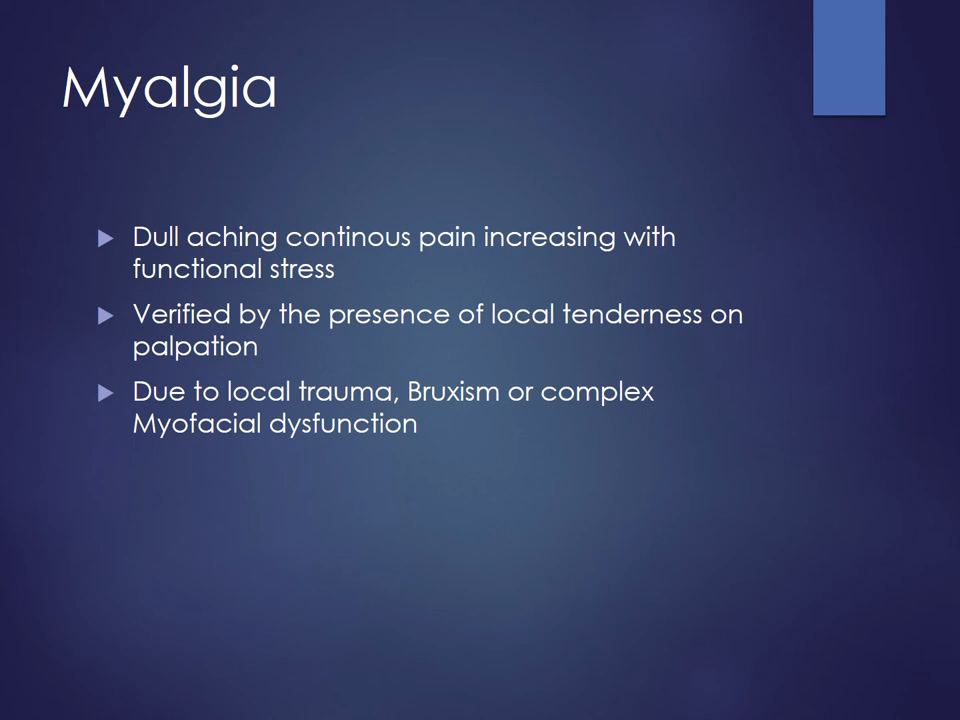 Myalgia
Dull aching continous pain increasing with
functional stress
Verified by the presence of local tenderness on
palpation
Due to local trauma, Bruxism or complex
Myofacial dysfunction